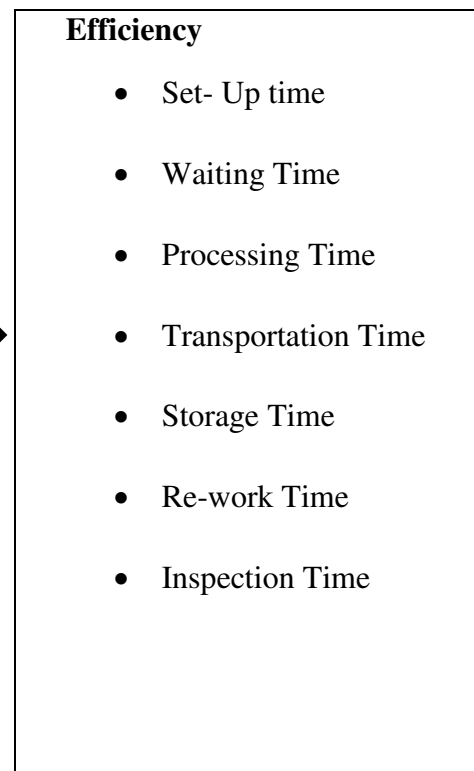 Efficiency
• Set- Up time
• Waiting Time
• Processing Time
• Transportation Time
• Storage Time
• Re-work Time
• Inspection Time